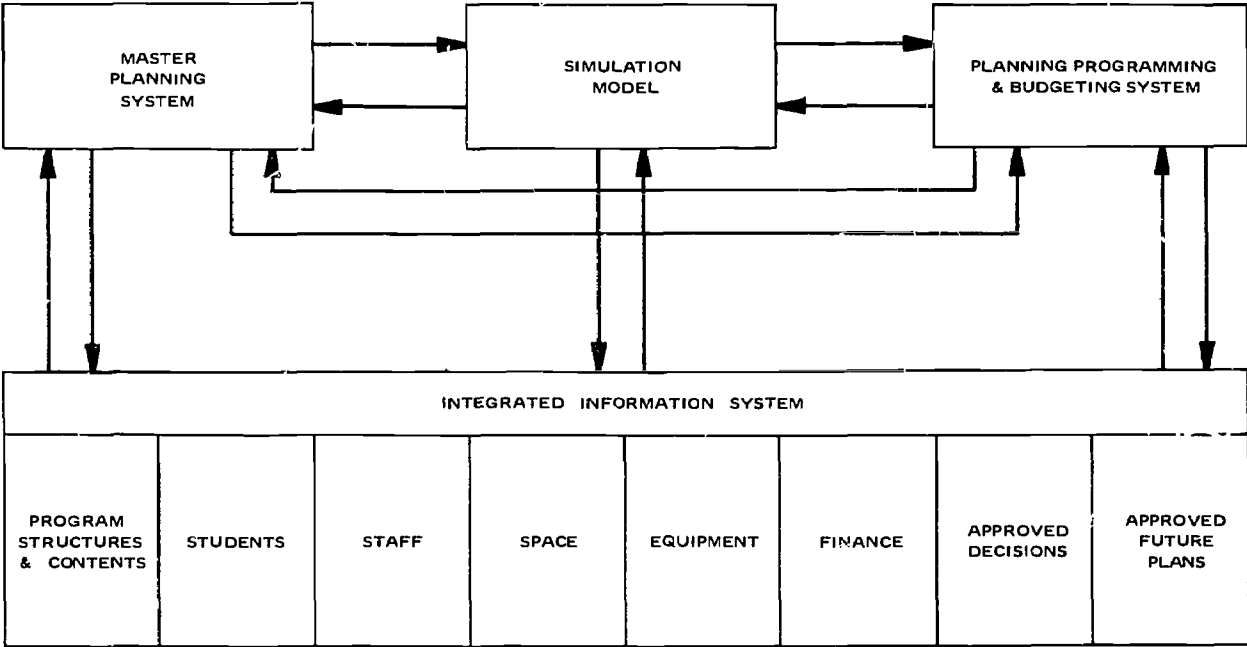 MASTER
PLANNING
SYSTEM
SIMULATION
MODEL
PLANNING PROGRAMMING
& BUDGETING SYSTEM
INTEGRATED INFORMATION SYSTEM
PROGRAM
STRUCTURES
& CONTENTS
STUDENTS
STAFF
SPACE
EQUIPMENT
FINANCE
APPROVED
DECISIONS
APPROVED
FUTURE
PLANS